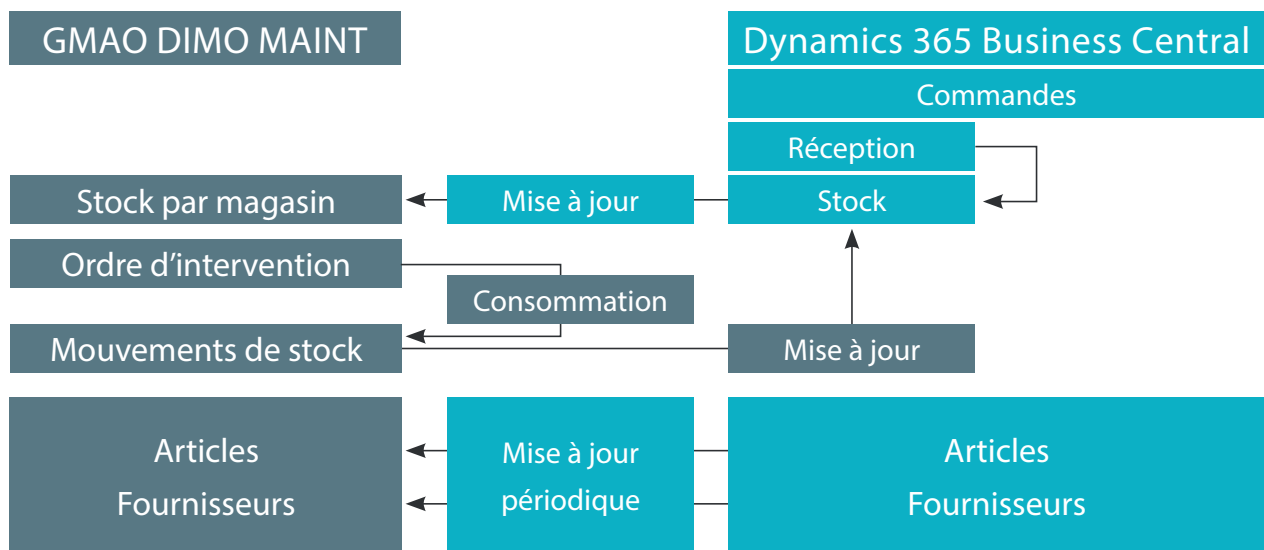 GMAO DIMO MAINT
Dynamics 365 Business Central
Commandes
Réception
Stock par magasin
Mise à jour
Stock
Ordre d’intervention
Consommation
Mouvements de stock
Mise à jour
Articles
Fournisseurs
Mise à jour
périodique
Articles
Fournisseurs